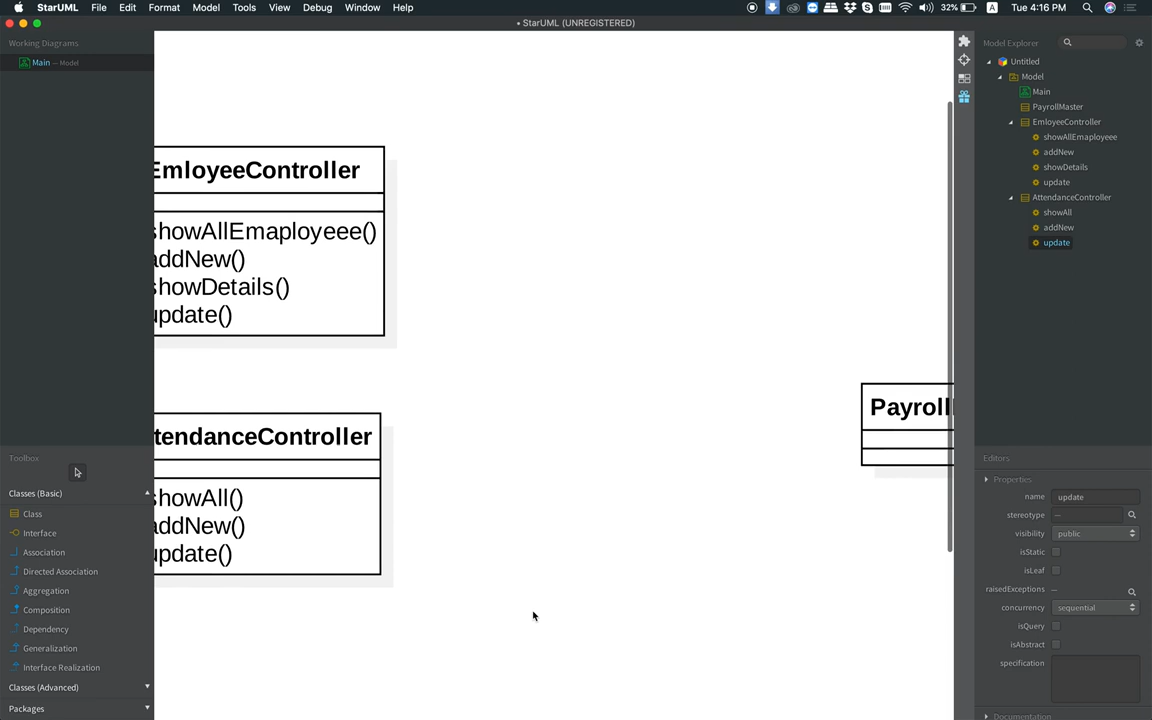 StarUML File Edit Format Model Tools View Debug Window Help 32% A Tue 4:16 PM
• StarUML (UNREGISTERED)
Working Diagrams
Main — Model
EmloyeeController
showAllEmaployeee()
addNew()
showDetails()
update()
tendanceController
showAll()
addNew()
update()
Payroll
Toolbox
Classes (Basic)
Class
Interface
Association
Directed Association
Aggregation
Composition
Dependency
Generalization
Interface Realization
Classes (Advanced)
Packages
Model Explorer
Untitled
Model
Main
PayrollMaster
EmloyeeController
showAllEmaployeee
addNew
showDetails
update
AttendanceController
showAll
addNew
update
Editors
Properties
name update
stereotype —
visibility public
isStatic
isLeaf
raisedExceptions —
concurrency sequential
isQuery
isAbstract
specification
Documentation